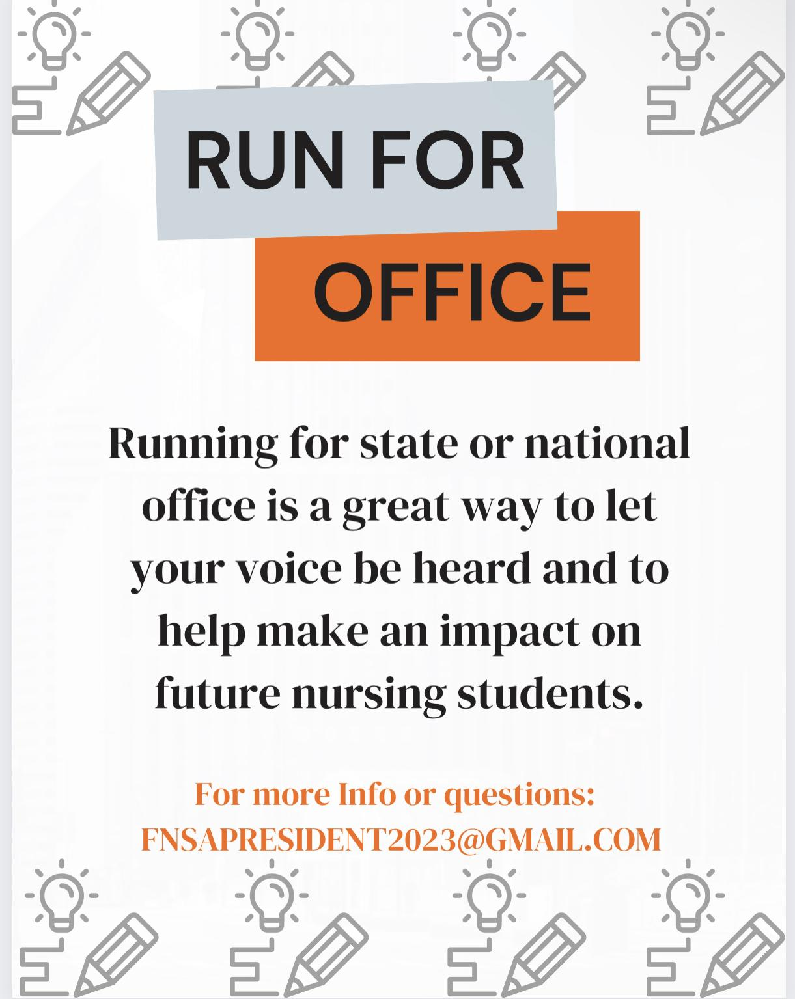 RUN FOR
OFFICE
Running for state or national
office is a great way to let
your voice be heard and to
help make an impact on
future nursing students.
For more Info or questions:
FNSAPRESIDENT2023@GMAIL.COM